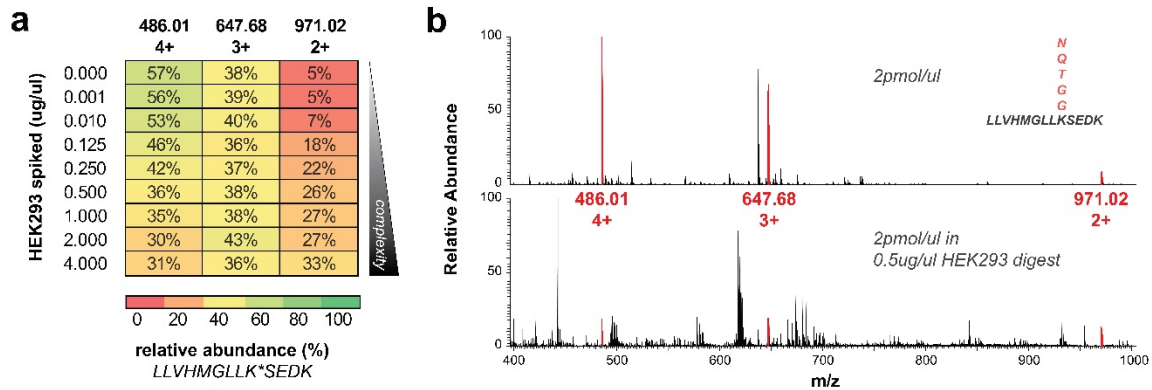 a
486.01 647.68 971.02
4+ 3+ 2+
HEK293 spiked (ug/ul)
0.000 57% 38% 5%
0.001 56% 39% 5%
0.010 53% 40% 7%
0.125 46% 36% 18%
0.250 42% 37% 22%
0.500 36% 38% 26%
1.000 35% 38% 27%
2.000 30% 43% 27%
4.000 31% 36% 33%
complexity
0 20 40 60 80 100
relative abundance (%)
LLVHMGLLK*SEDK
b
Relative Abundance
100
50
0
2pmol/ul
N
Q
T
G
G
LLVHMGLLKSEDK
486.01 647.68 971.02
4+ 3+ 2+
100
50
0
2pmol/ul in
0.5ug/ul HEK293 digest
400 500 600 700 800 900 1000
m/z